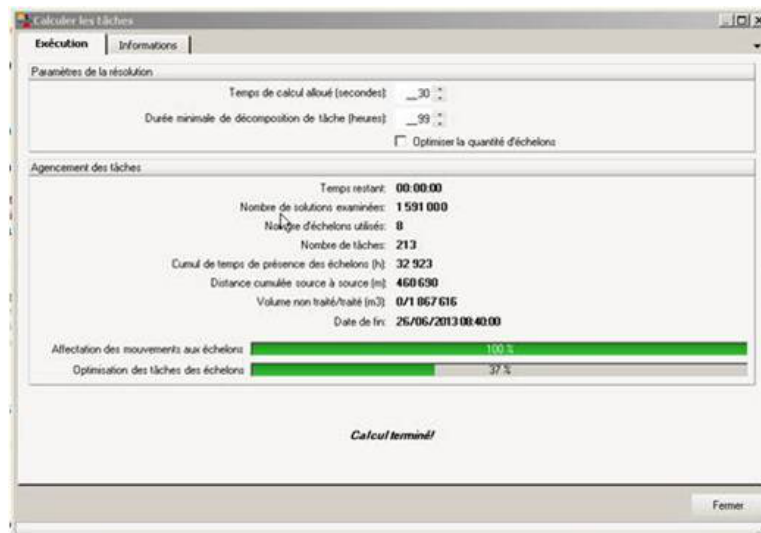 Calculer les tâches
Exécution Informations
Paramètres de la résolution
Temps de calcul alloué (secondes): __30
Durée minimale de décomposition de tâche (heures): __99
Optimiser la quantité d'échelons
Agencement des tâches
Temps restant: 00:00:00
Nombre de solutions examinées: 1 591 000
Nombre d'échelons utilisés: 8
Nombre de tâches: 213
Cumul de temps de présence des échelons (h): 32 923
Distance cumulée source à source (m): 460 690
Volume non traité/traité (m3): 0/1 867 616
Date de fin: 26/06/2013 08:40:00
Affectation des mouvements aux échelons 100 %
Optimisation des tâches des échelons 37 %
Calcul terminé!
Fermer